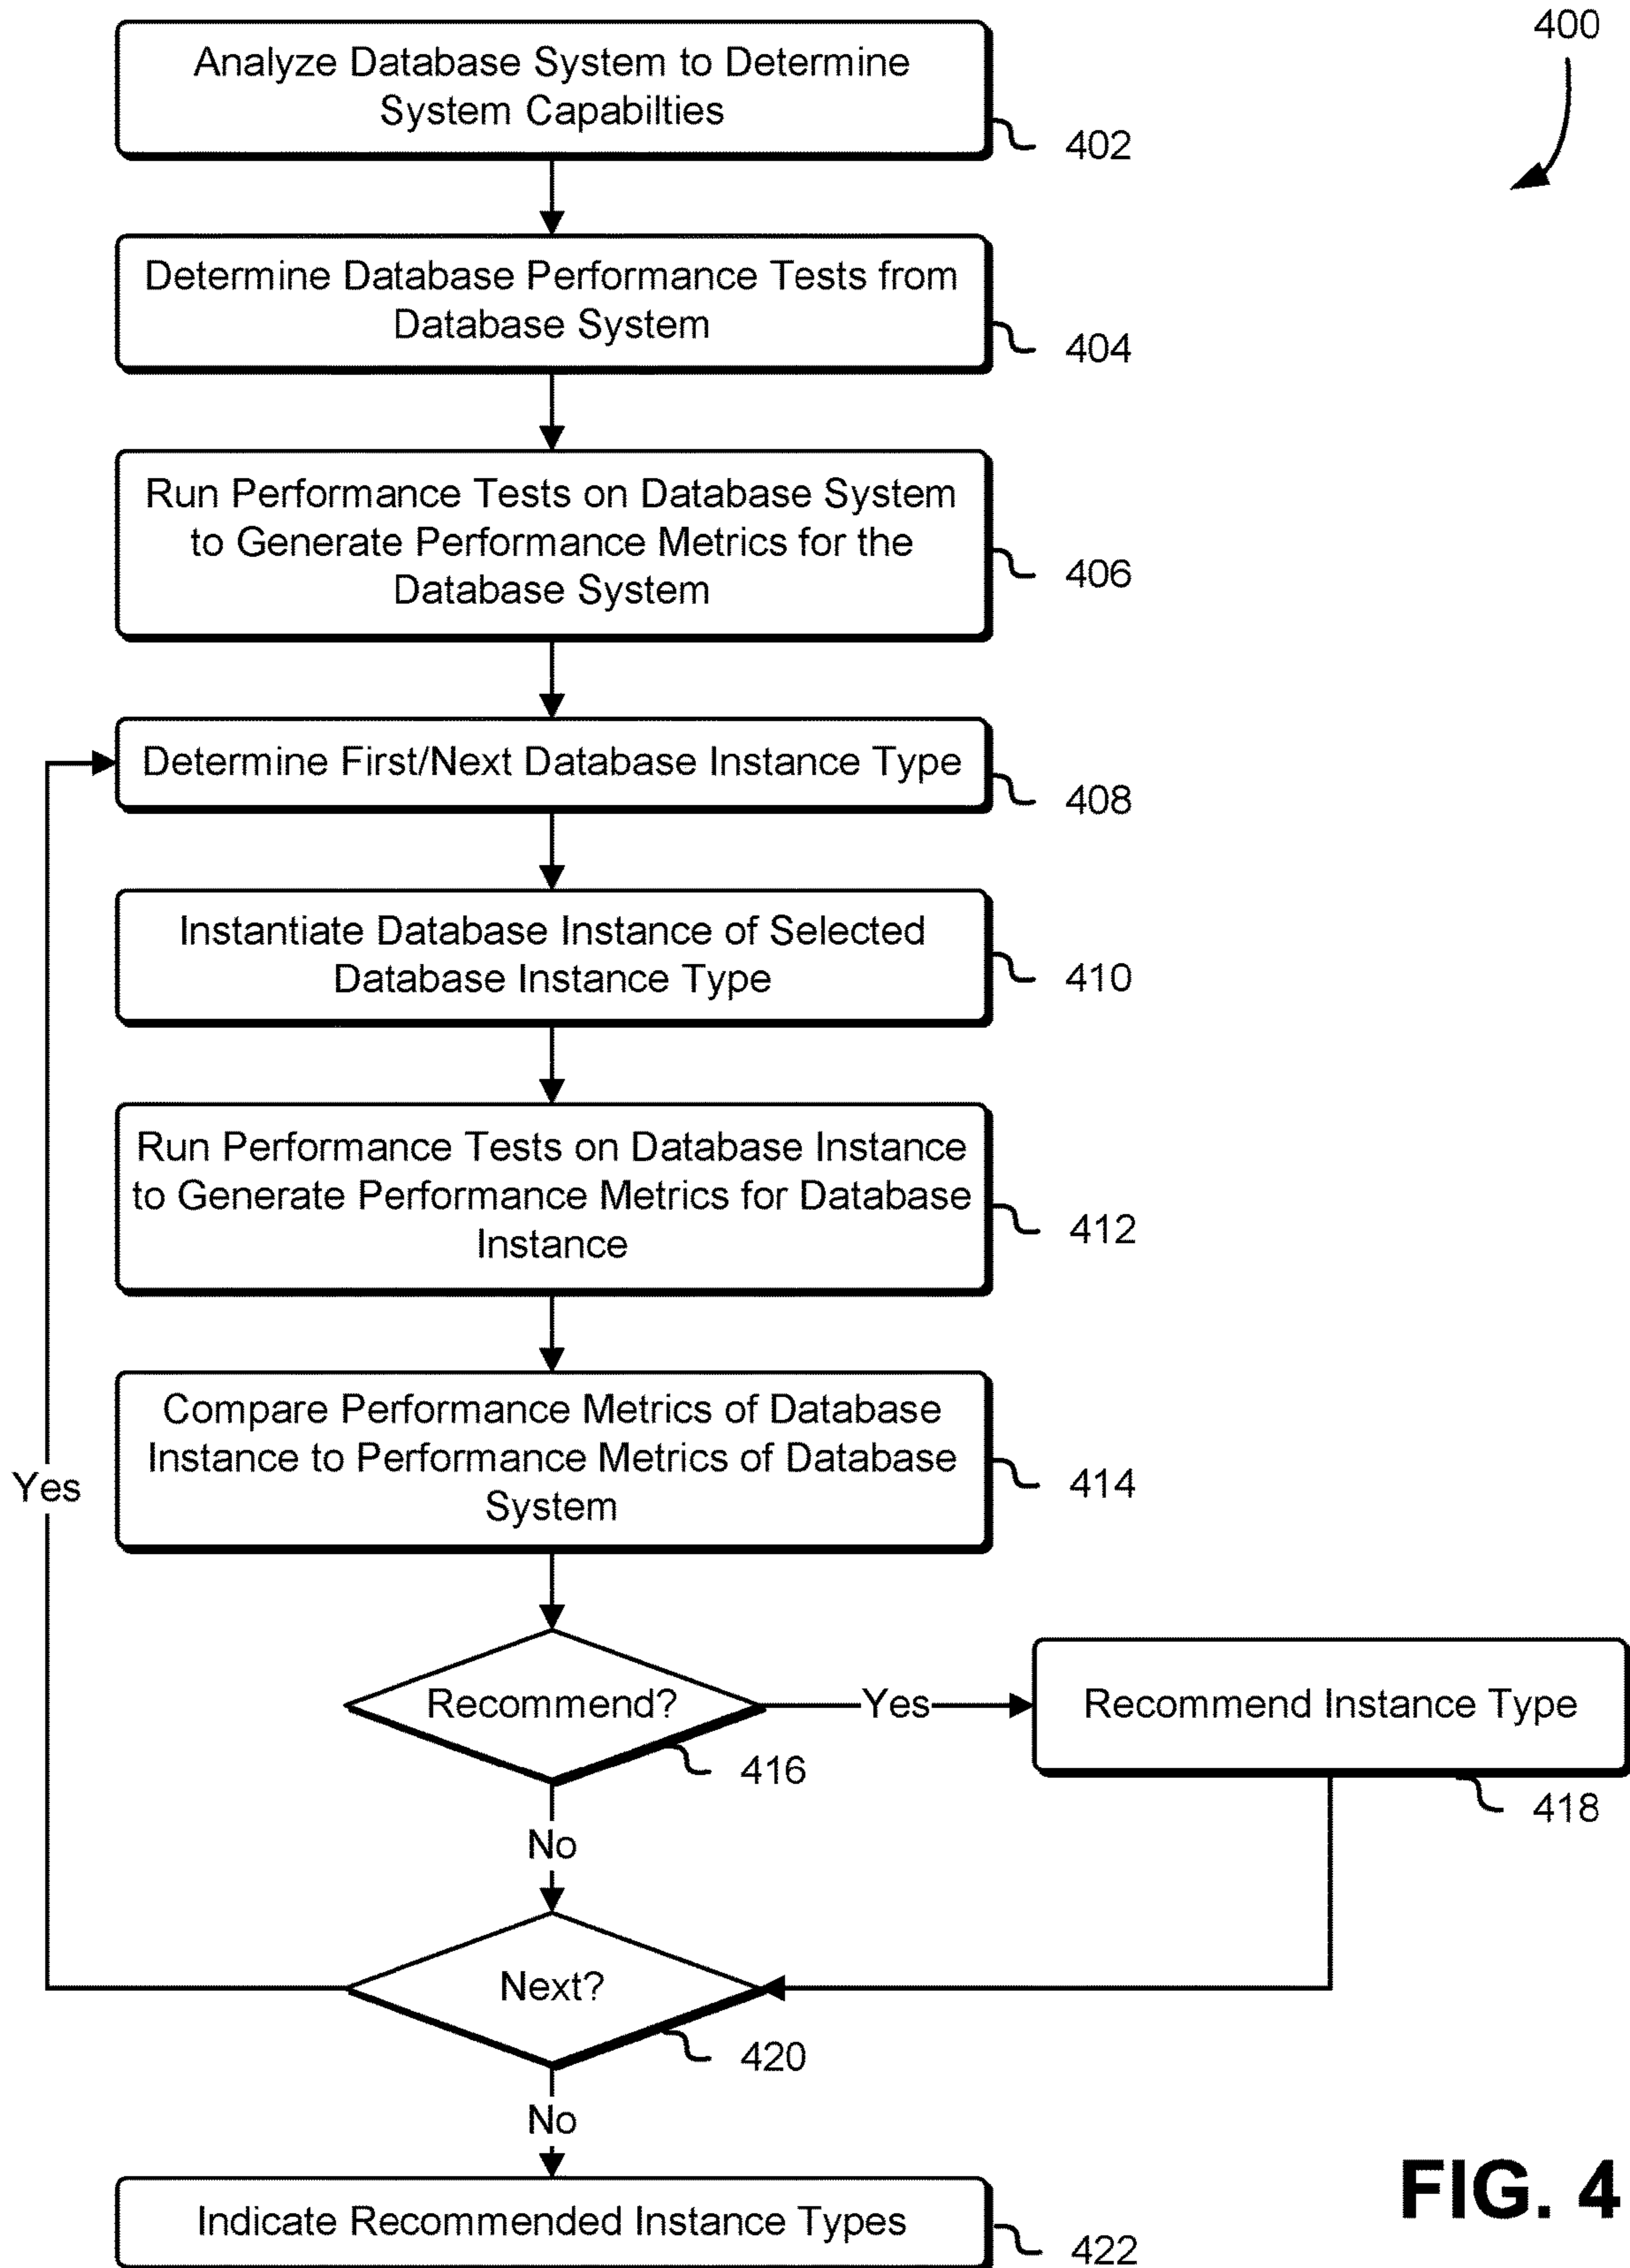 400
Analyze Database System to Determine
System Capabilties
402
Determine Database Performance Tests from
Database System
404
Run Performance Tests on Database System
to Generate Performance Metrics for the
Database System
406
Determine First/Next Database Instance Type
408
Instantiate Database Instance of Selected
Database Instance Type
410
Run Performance Tests on Database Instance
to Generate Performance Metrics for Database
Instance
412
Compare Performance Metrics of Database
Instance to Performance Metrics of Database
System
414
Yes
Recommend?
416
Yes
Recommend Instance Type
418
No
Next?
420
No
Indicate Recommended Instance Types
422
FIG. 4